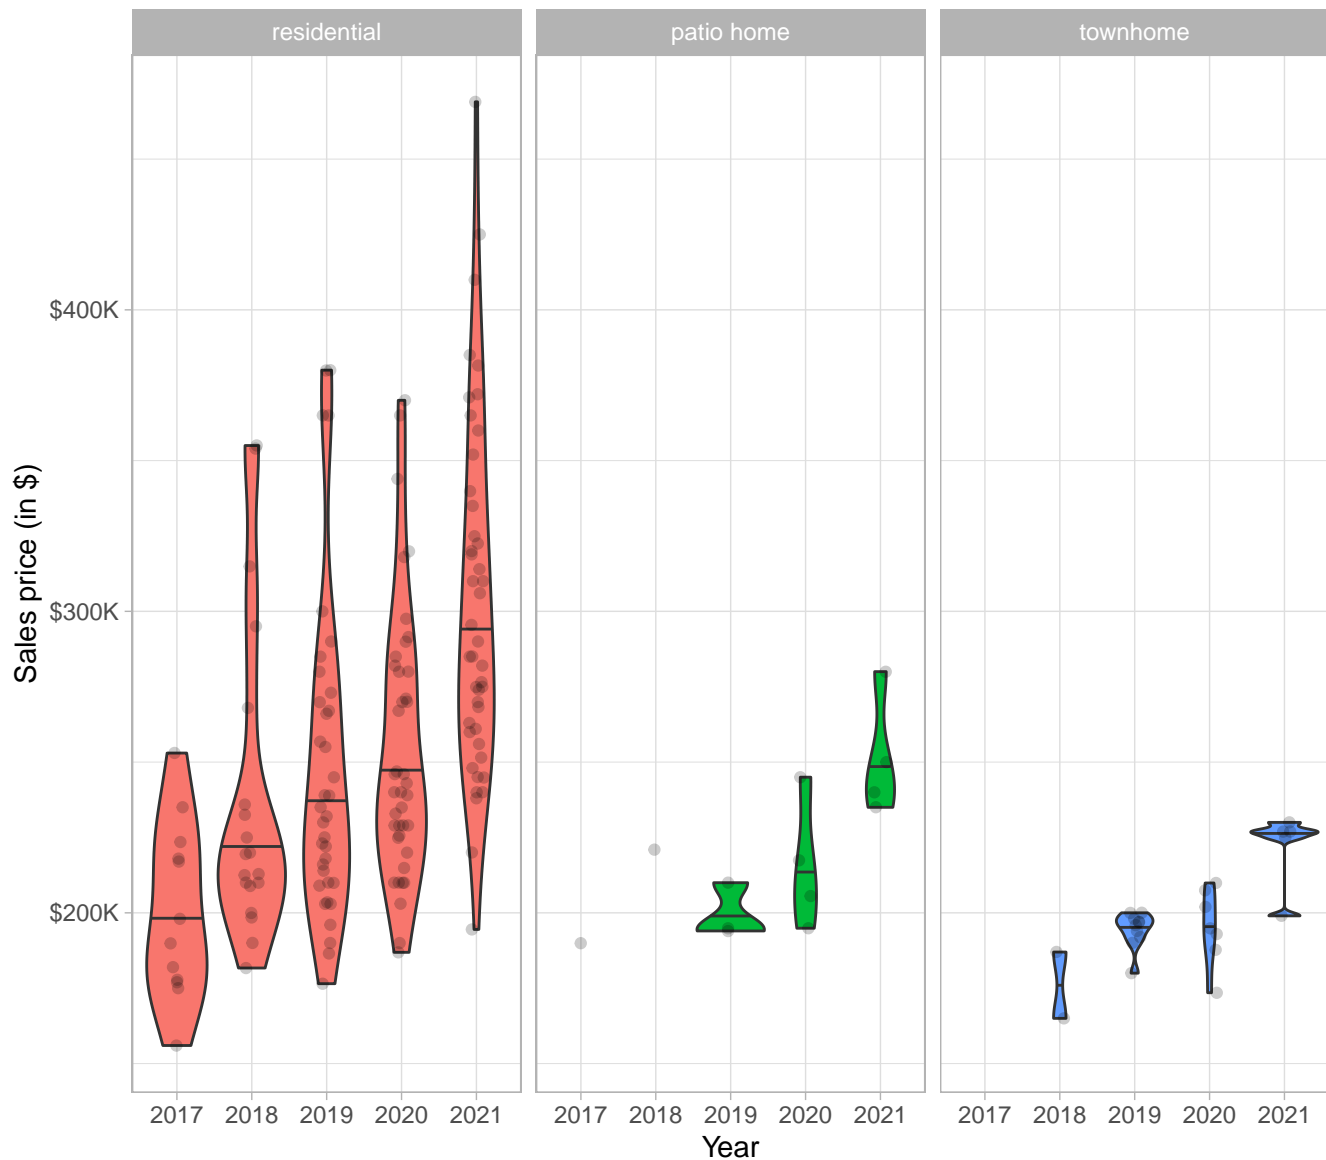 residential patio home townhome
$400K
$300K
$200K
Sales price (in $)
2017 2018 2019 2020 2021 2017 2018 2019 2020 2021 2017 2018 2019 2020 2021
Year